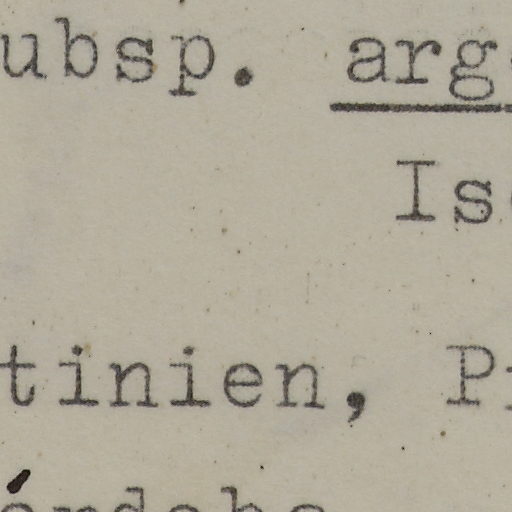 ubsp. arg
Is
tinien, P